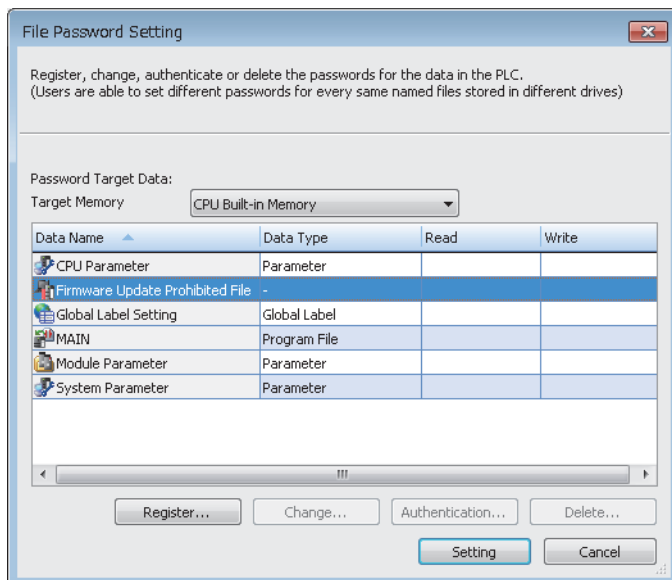 File Password Setting
Register, change, authenticate or delete the passwords for the data in the PLC.
(Users are able to set different passwords for every same named files stored in different drives)
Password Target Data:
Target Memory CPU Built-in Memory
Data Name Data Type Read Write
CPU Parameter Parameter
Firmware Update Prohibited File -
Global Label Setting Global Label
MAIN Program File
Module Parameter Parameter
System Parameter Parameter
Register... Change... Authentication... Delete...
Setting Cancel